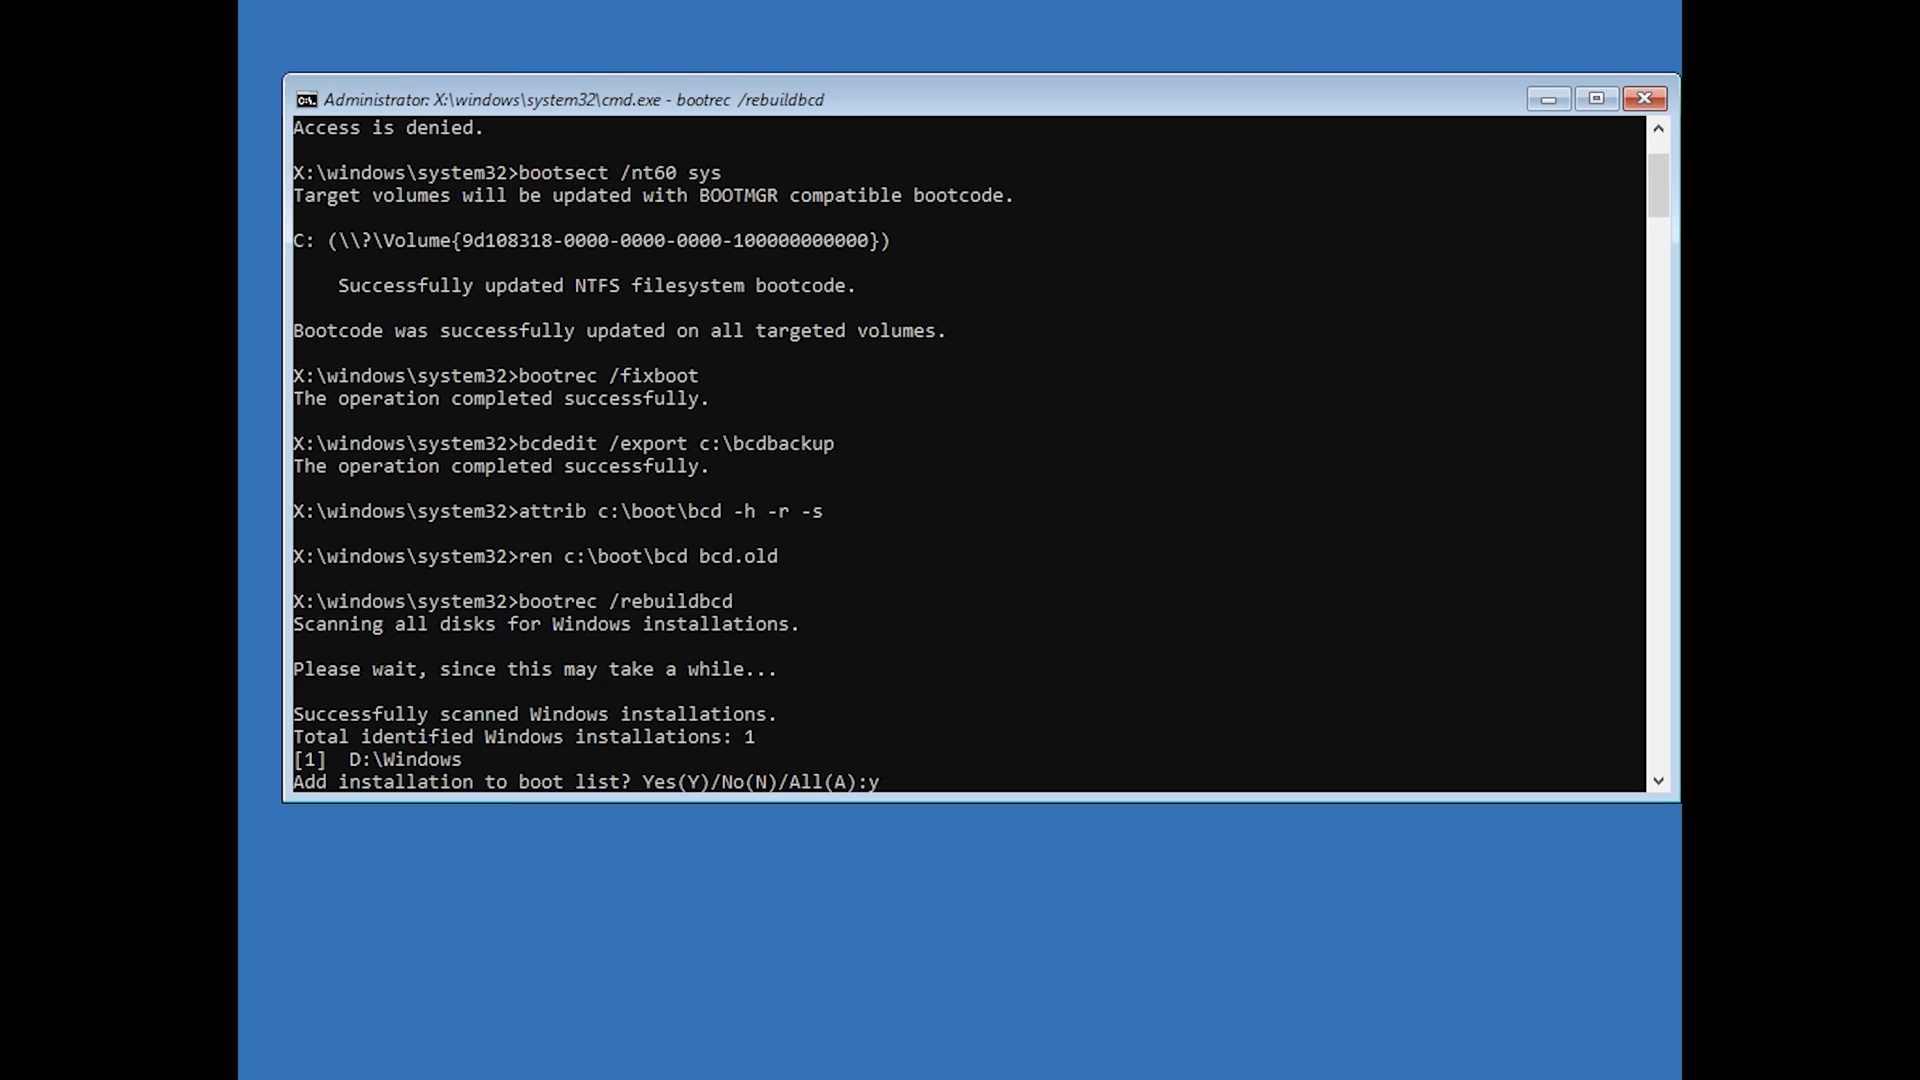 Administrator: X:\windows\system32\cmd.exe - bootrec /rebuildbcd
Access is denied.
X:\windows\system32>bootsect /nt60 sys
Target volumes will be updated with BOOTMGR compatible bootcode.
C: (\\?\Volume{9d108318-0000-0000-0000-100000000000})
Successfully updated NTFS filesystem bootcode.
Bootcode was successfully updated on all targeted volumes.
X:\windows\system32>bootrec /fixboot
The operation completed successfully.
X:\windows\system32>bcdedit /export c:\bcdbackup
The operation completed successfully.
X:\windows\system32>attrib c:\boot\bcd -h -r -s
X:\windows\system32>ren c:\boot\bcd bcd.old
X:\windows\system32>bootrec /rebuildbcd
Scanning all disks for Windows installations.
Please wait, since this may take a while...
Successfully scanned Windows installations.
Total identified Windows installations: 1
[1]  D:\Windows
Add installation to boot list? Yes(Y)/No(N)/All(A):y